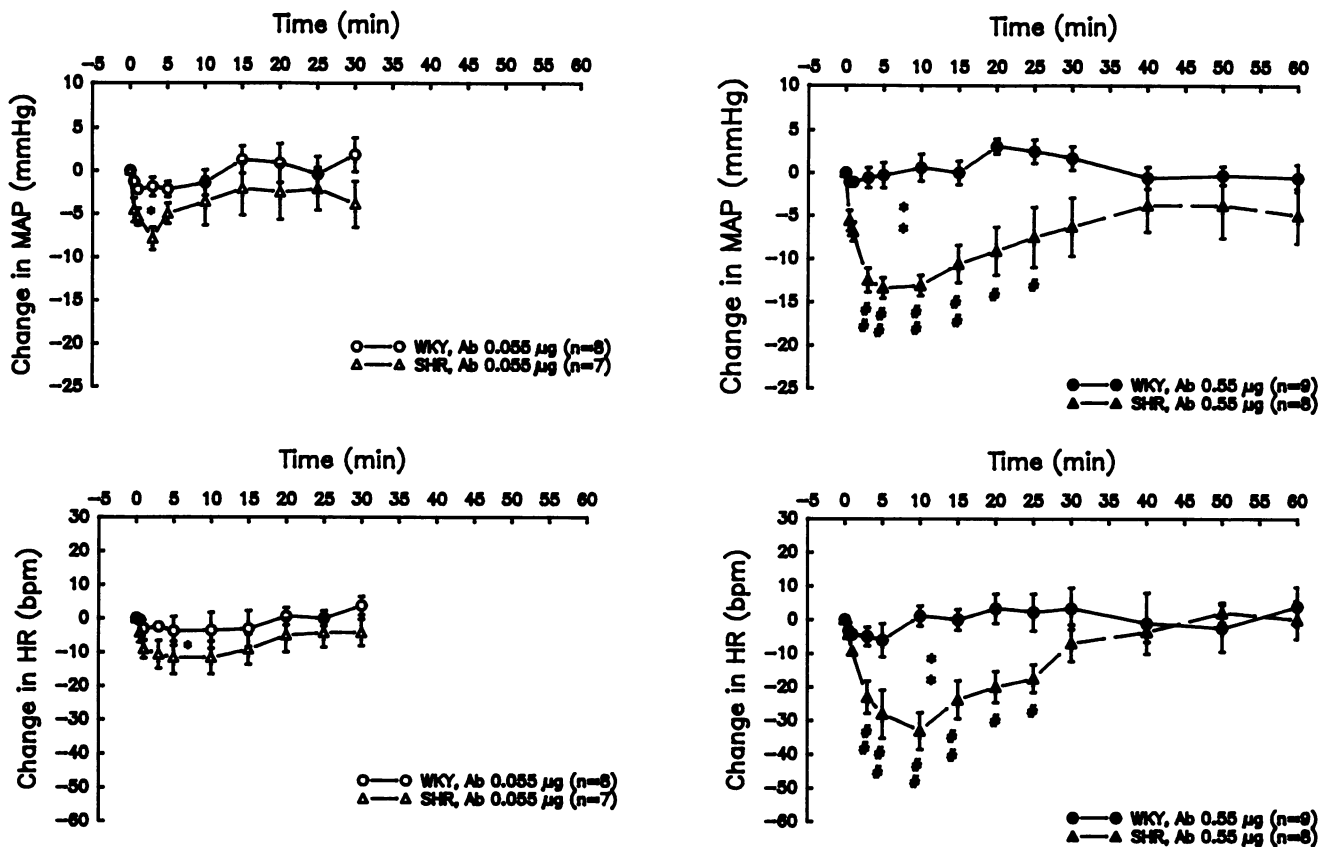 Time (min)
−5 0 5 10 15 20 25 30 35 40 45 50 55 60
10
5
0
−5
−10
−15
−20
−25
Change in MAP (mmHg)
*
WKY, Ab 0.055 μg (n=8)
SHR, Ab 0.055 μg (n=7)
Time (min)
−5 0 5 10 15 20 25 30 35 40 45 50 55 60
10
5
0
−5
−10
−15
−20
−25
Change in MAP (mmHg)
*
*
# # # # # #
# # # #
WKY, Ab 0.55 μg (n=9)
SHR, Ab 0.55 μg (n=8)
Time (min)
−5 0 5 10 15 20 25 30 35 40 45 50 55 60
30
20
10
0
−10
−20
−30
−40
−50
−60
Change in HR (bpm)
*
WKY, Ab 0.055 μg (n=8)
SHR, Ab 0.055 μg (n=7)
Time (min)
−5 0 5 10 15 20 25 30 35 40 45 50 55 60
30
20
10
0
−10
−20
−30
−40
−50
−60
Change in HR (bpm)
*
*
# # # # # #
# # # #
WKY, Ab 0.55 μg (n=9)
SHR, Ab 0.55 μg (n=8)